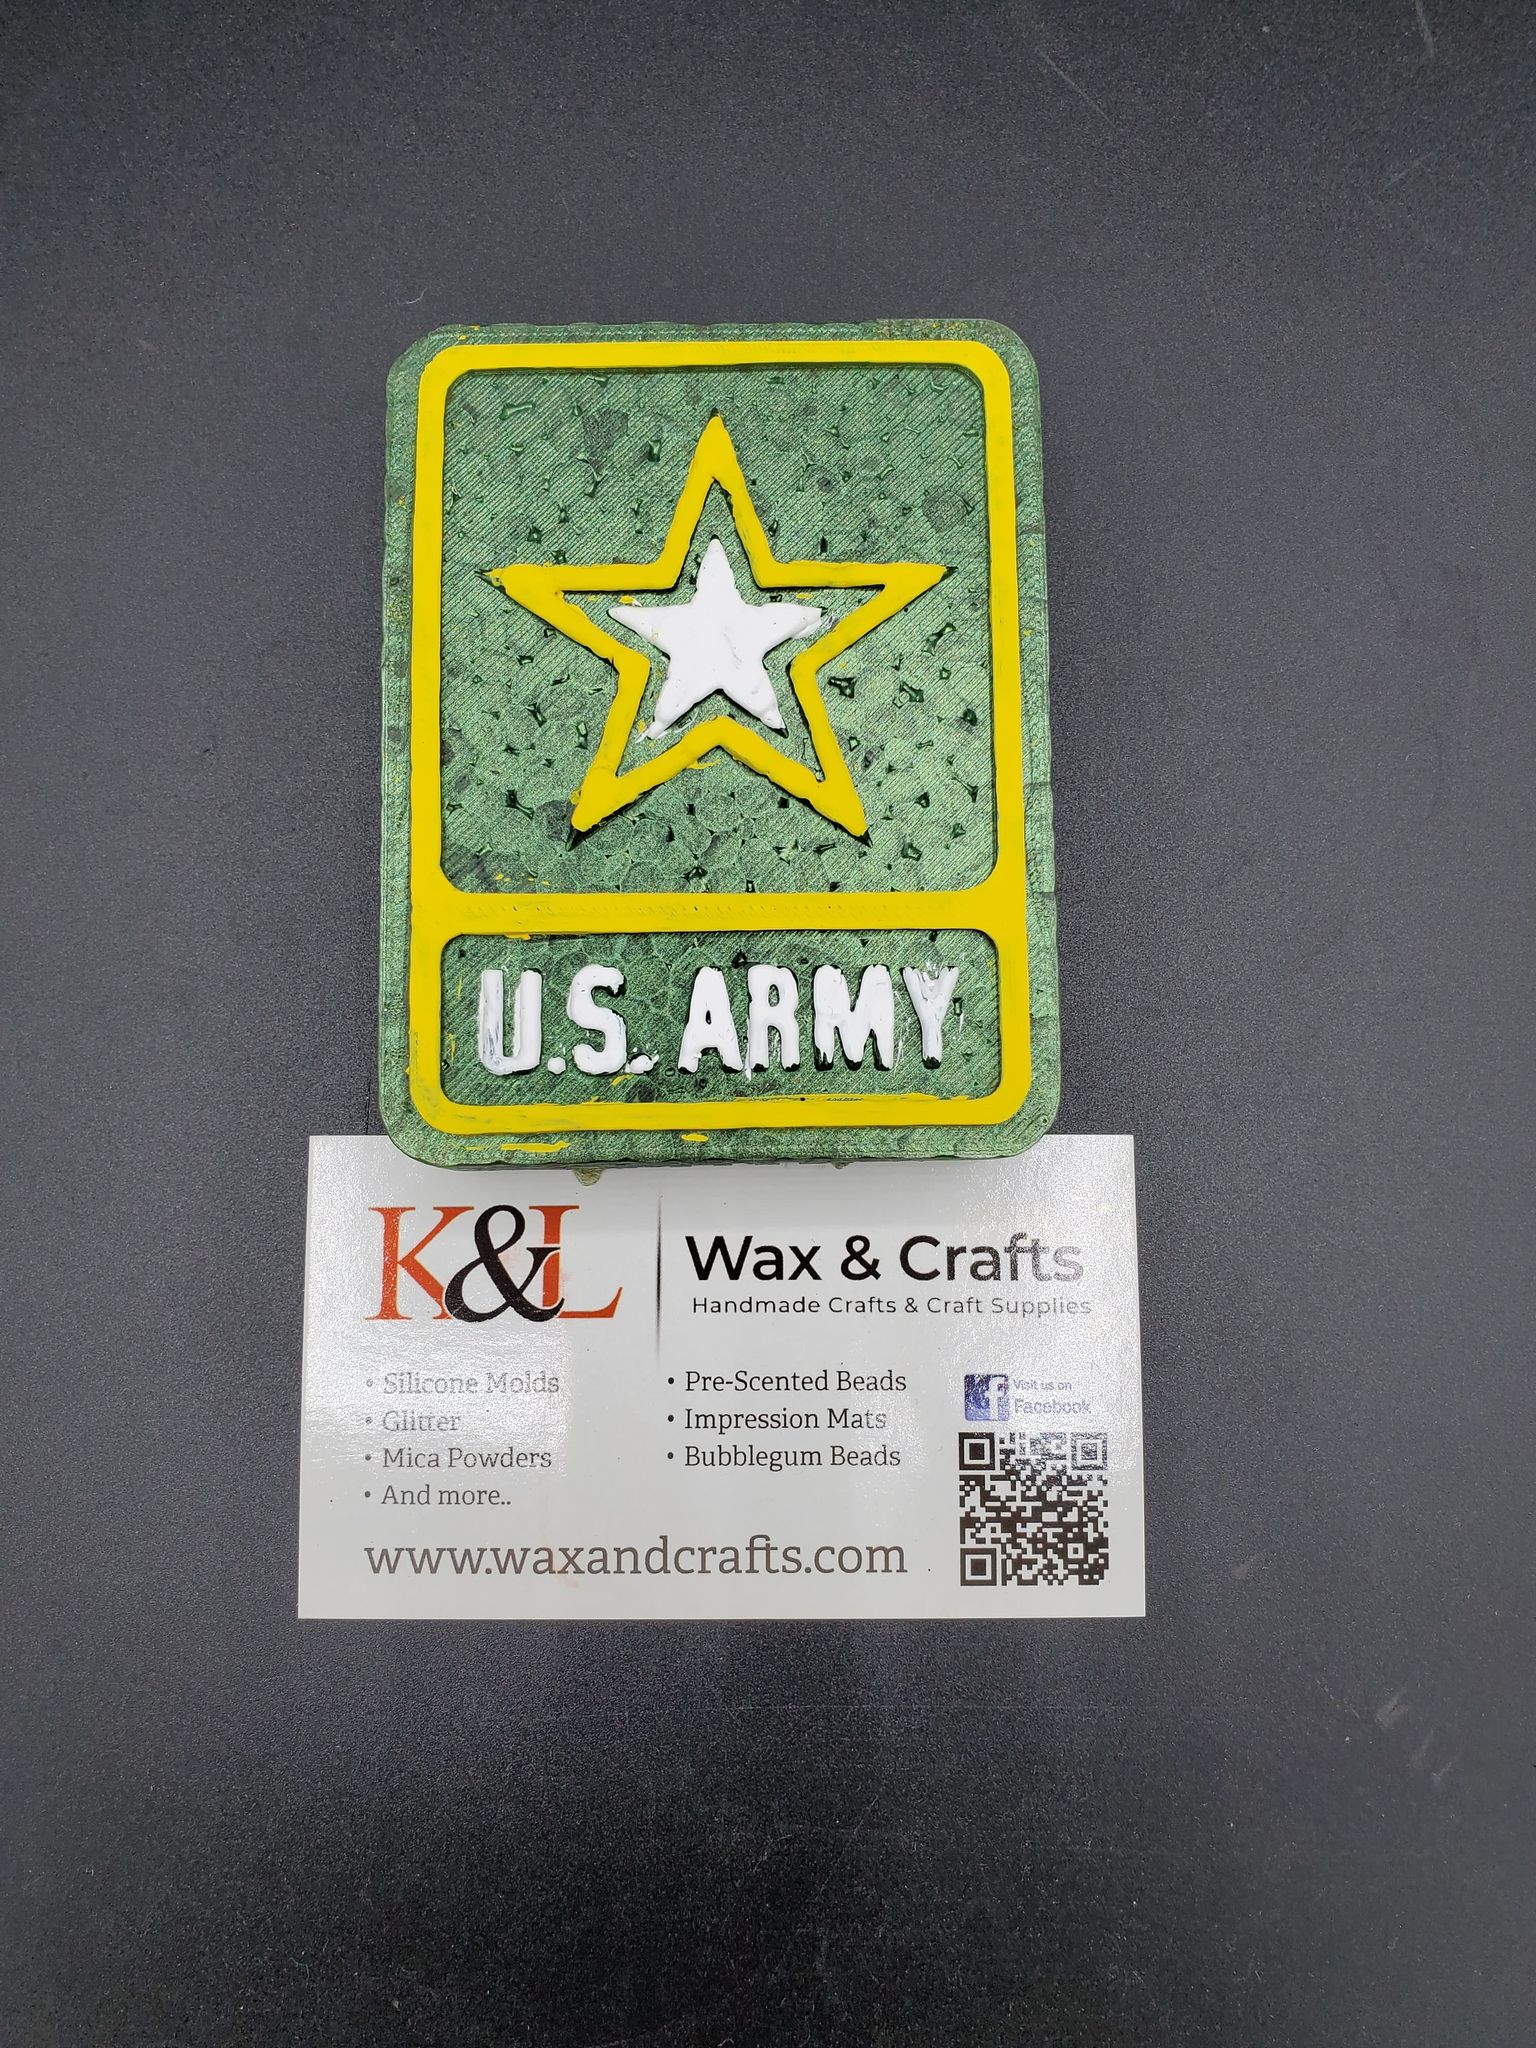 U.S. ARMY
K&L
Wax & Crafts
Handmade Crafts & Craft Supplies
• Silicone Molds
• Glitter
• Mica Powders
• And more..
• Pre-Scented Beads
• Impression Mats
• Bubblegum Beads
Visit us on
Facebook
www.waxandcrafts.com